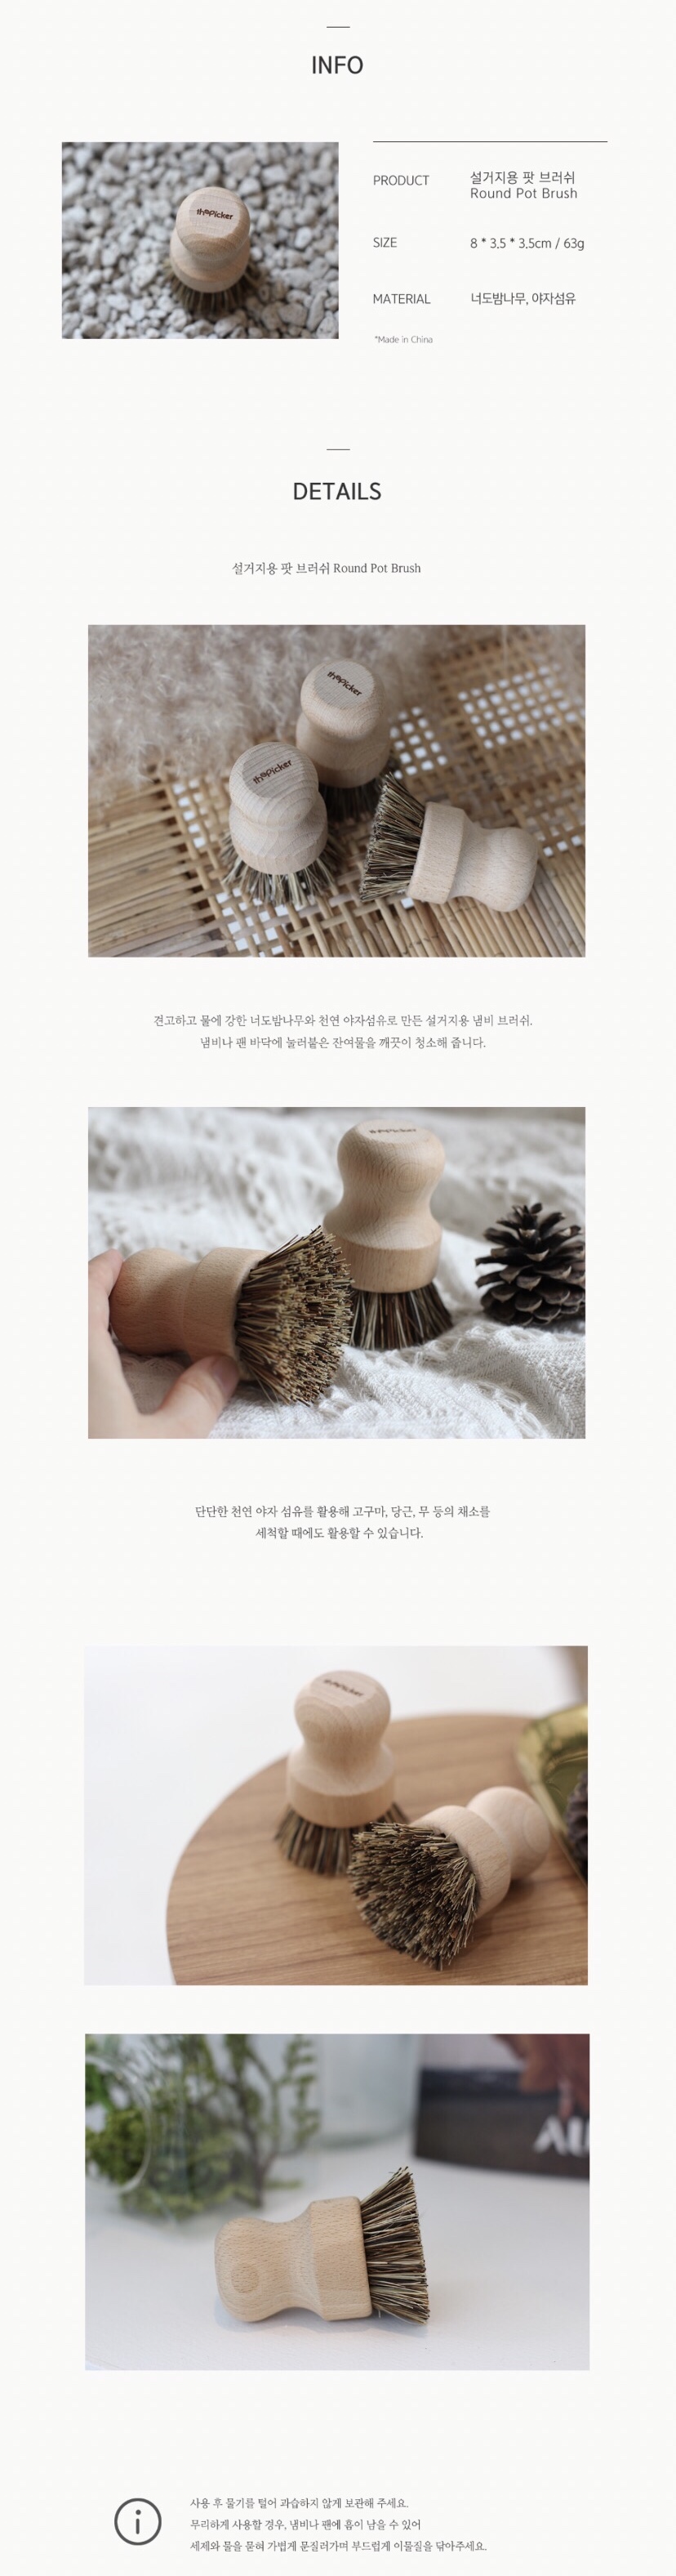 INFO
thePicker
PRODUCT
설거지용 팟 브러쉬
Round Pot Brush
SIZE
8 * 3.5 * 3.5cm / 63g
MATERIAL
너도밤나무, 야자섬유
*Made in China
DETAILS
설거지용 팟 브러쉬 Round Pot Brush
thePicker
thePicker
견고하고 물에 강한 너도밤나무와 천연 야자섬유로 만든 설거지용 냄비 브러쉬.
냄비나 팬 바닥에 눌러붙은 잔여물을 깨끗이 청소해 줍니다.
thePicker
단단한 천연 야자 섬유를 활용해 고구마, 당근, 무 등의 채소를
세척할 때에도 활용할 수 있습니다.
thePicker
사용 후 물기를 털어 과습하지 않게 보관해 주세요.
무리하게 사용할 경우, 냄비나 팬에 흠이 남을 수 있어
세제와 물을 묻혀 가볍게 문질러가며 부드럽게 이물질을 닦아주세요.